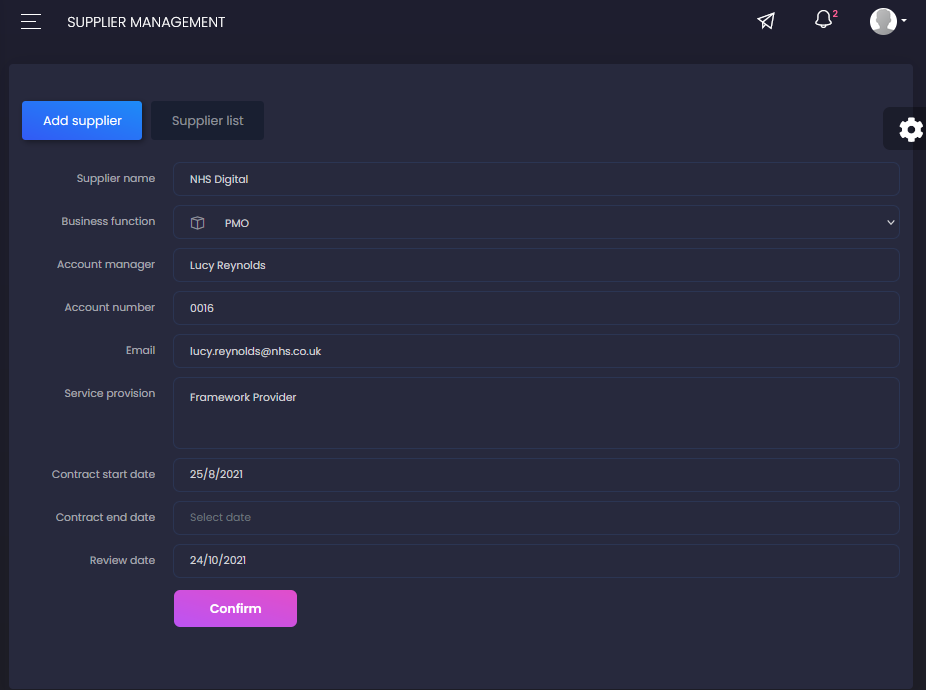 SUPPLIER MANAGEMENT
2
Add supplier
Supplier list
Supplier name
NHS Digital
Business function
PMO
Account manager
Lucy Reynolds
Account number
0016
Email
lucy.reynolds@nhs.co.uk
Service provision
Framework Provider
Contract start date
25/8/2021
Contract end date
Select date
Review date
24/10/2021
Confirm